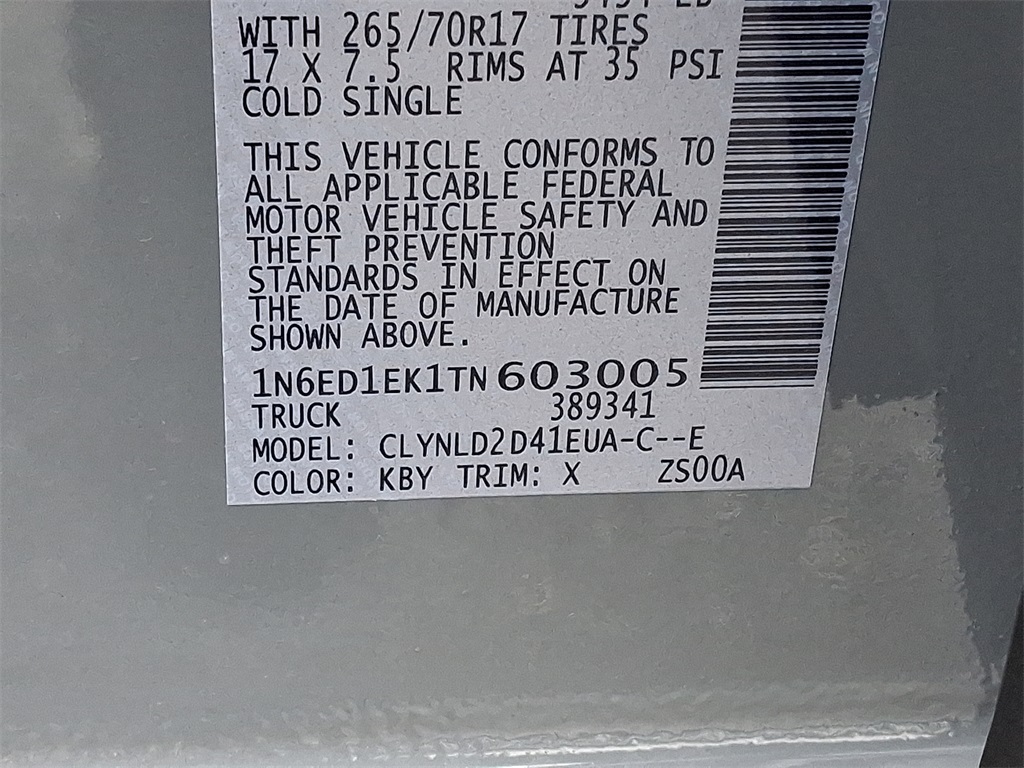 WITH 265/70R17 TIRES
17 X 7.5 RIMS AT 35 PSI
COLD SINGLE
THIS VEHICLE CONFORMS TO
ALL APPLICABLE FEDERAL
MOTOR VEHICLE SAFETY AND
THEFT PREVENTION
STANDARDS IN EFFECT ON
THE DATE OF MANUFACTURE
SHOWN ABOVE.
1N6ED1EK1TN603005
TRUCK 389341
MODEL: CLYNLD2D41EUA-C--E
COLOR: KBY TRIM: X ZS00A